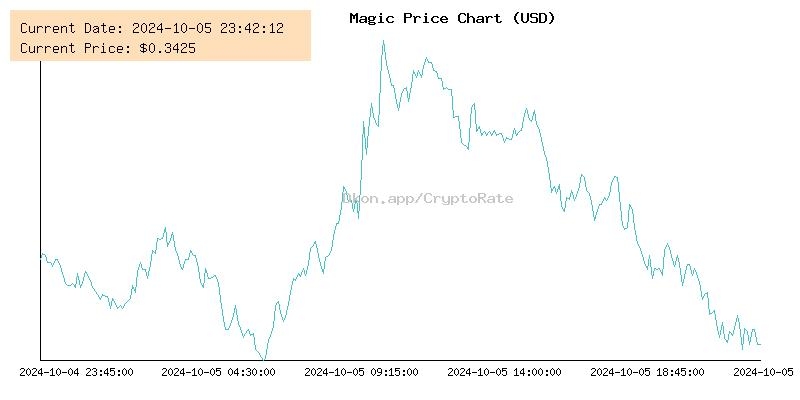 Magic Price Chart (USD)
Current Date: 2024-10-05 23:42:12
Current Price: $0.3425
0kon.app/CryptoRate
2024-10-04 23:45:00
2024-10-05 04:30:00
2024-10-05 09:15:00
2024-10-05 14:00:00
2024-10-05 18:45:00
2024-10-05